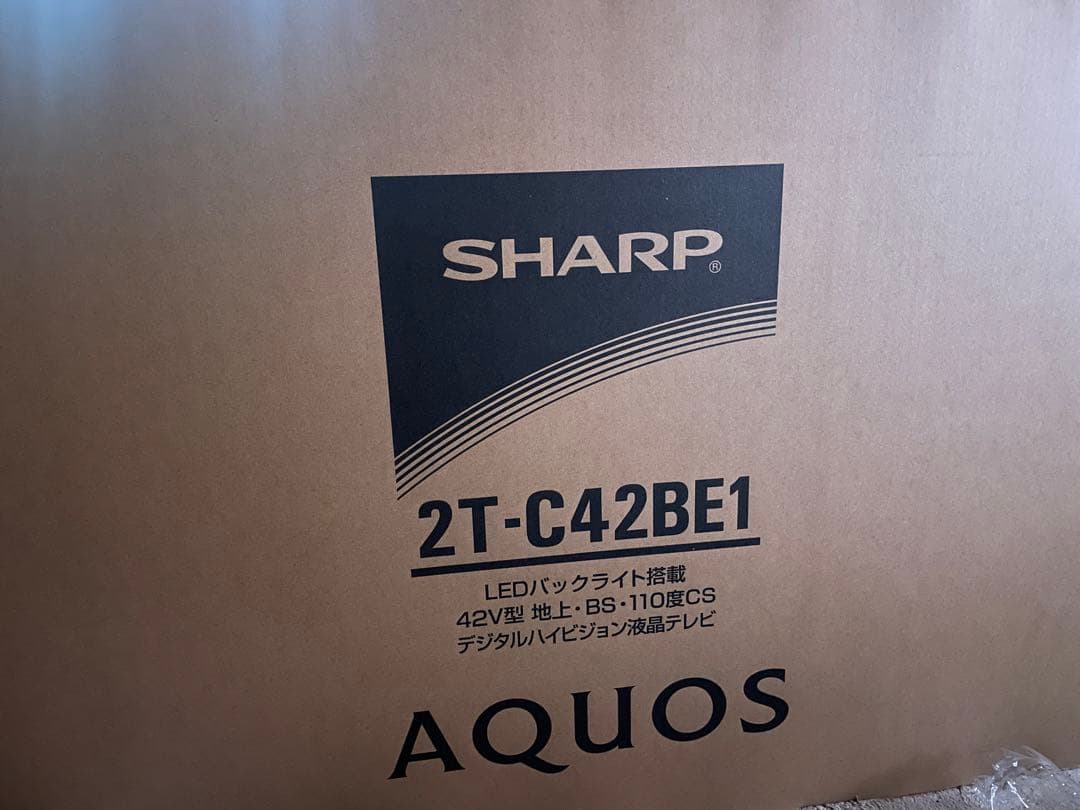 SHARP®
2T-C42BE1
LEDバックライト搭載
42V型 地上・BS・110度CS
デジタルハイビジョン液晶テレビ
AQUOS